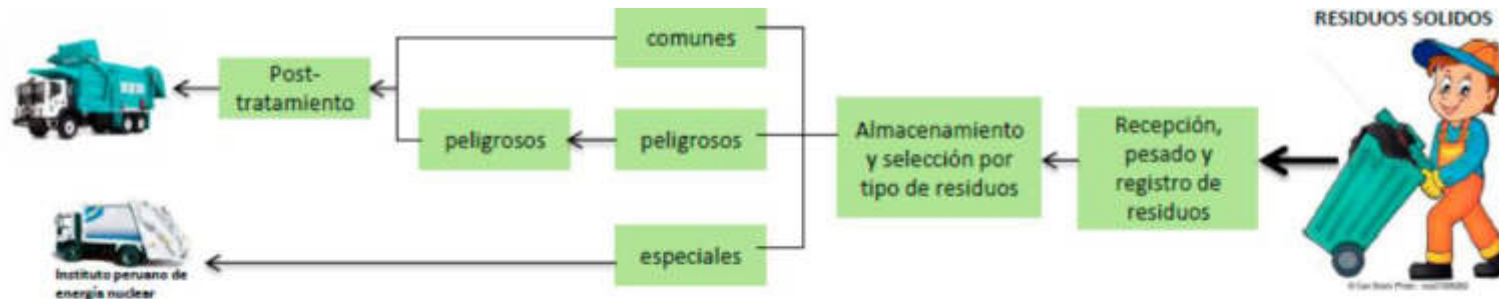 RESIDUOS SOLIDOS
comunes
Post-
tratamiento
peligrosos
peligrosos
Almacenamiento
y selección por
tipo de residuos
Recepción,
pesado y
registro de
residuos
especiales
Instituto peruano de
energía nuclear